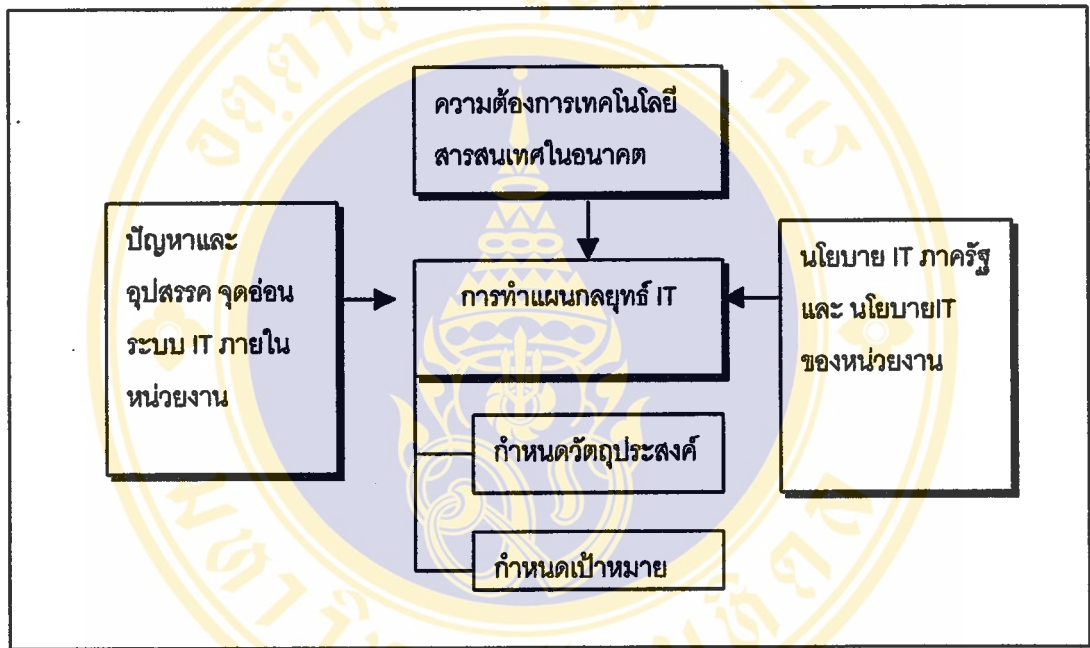 ความต้องการเทคโนโลยี
สารสนเทศในอนาคต
ปัญหาและ
อุปสรรค จุดอ่อน
ระบบ IT ภายใน
หน่วยงาน
การทำแผนกลยุทธ์ IT
นโยบาย IT ภาครัฐ
และ นโยบายIT
ของหน่วยงาน
กำหนดวัตถุประสงค์
กำหนดเป้าหมาย